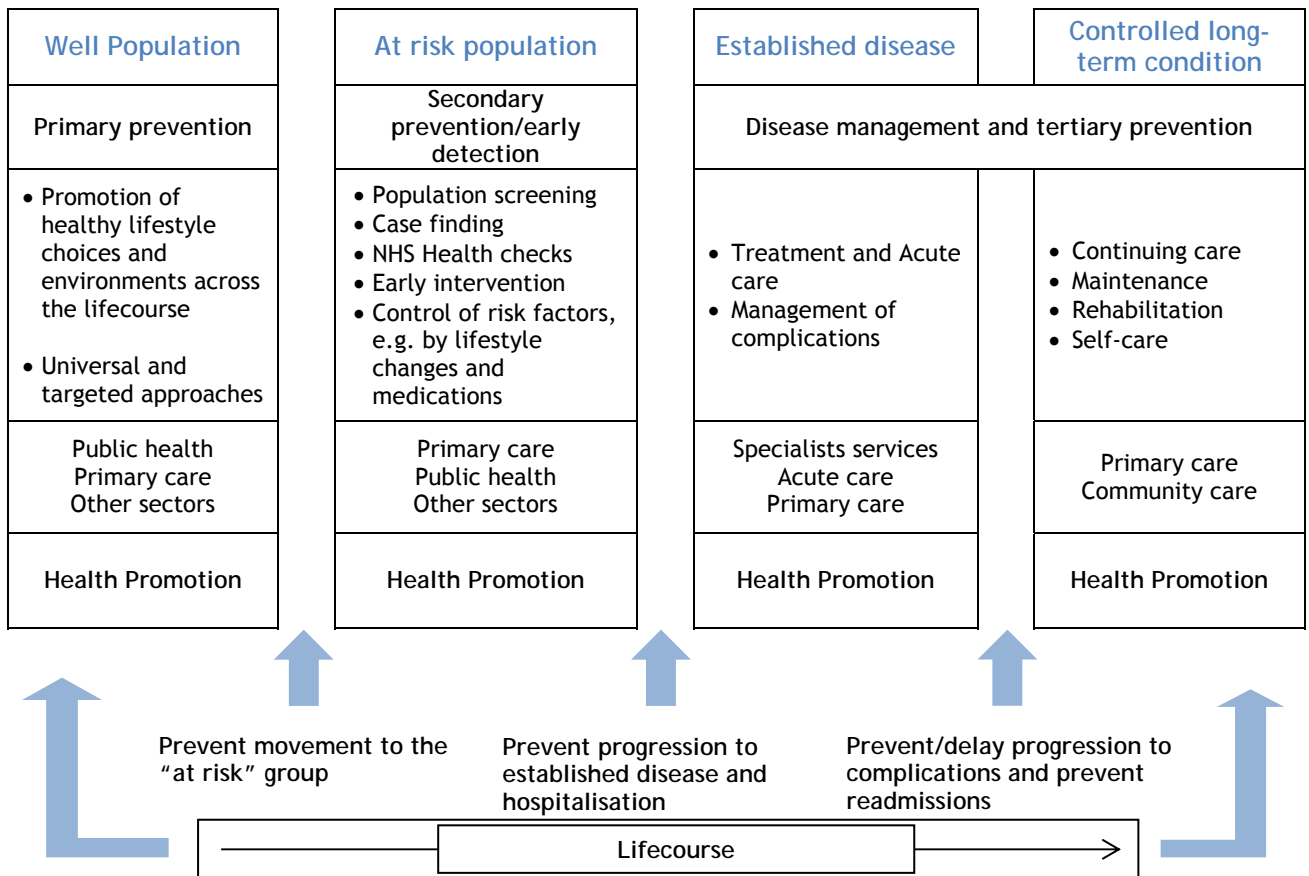 Well Population
Primary prevention
• Promotion of
healthy lifestyle
choices and
environments across
the lifecourse
• Universal and
targeted approaches
Public health
Primary care
Other sectors
Health Promotion
At risk population
Secondary
prevention/early
detection
• Population screening
• Case finding
• NHS Health checks
• Early intervention
• Control of risk factors,
e.g. by lifestyle
changes and
medications
Primary care
Public health
Other sectors
Health Promotion
Established disease
Controlled long-
term condition
Disease management and tertiary prevention
• Treatment and Acute
care
• Management of
complications
Specialists services
Acute care
Primary care
Health Promotion
• Continuing care
• Maintenance
• Rehabilitation
• Self-care
Primary care
Community care
Health Promotion
Prevent movement to the
“at risk” group
Prevent progression to
established disease and
hospitalisation
Prevent/delay progression to
complications and prevent
readmissions
Lifecourse